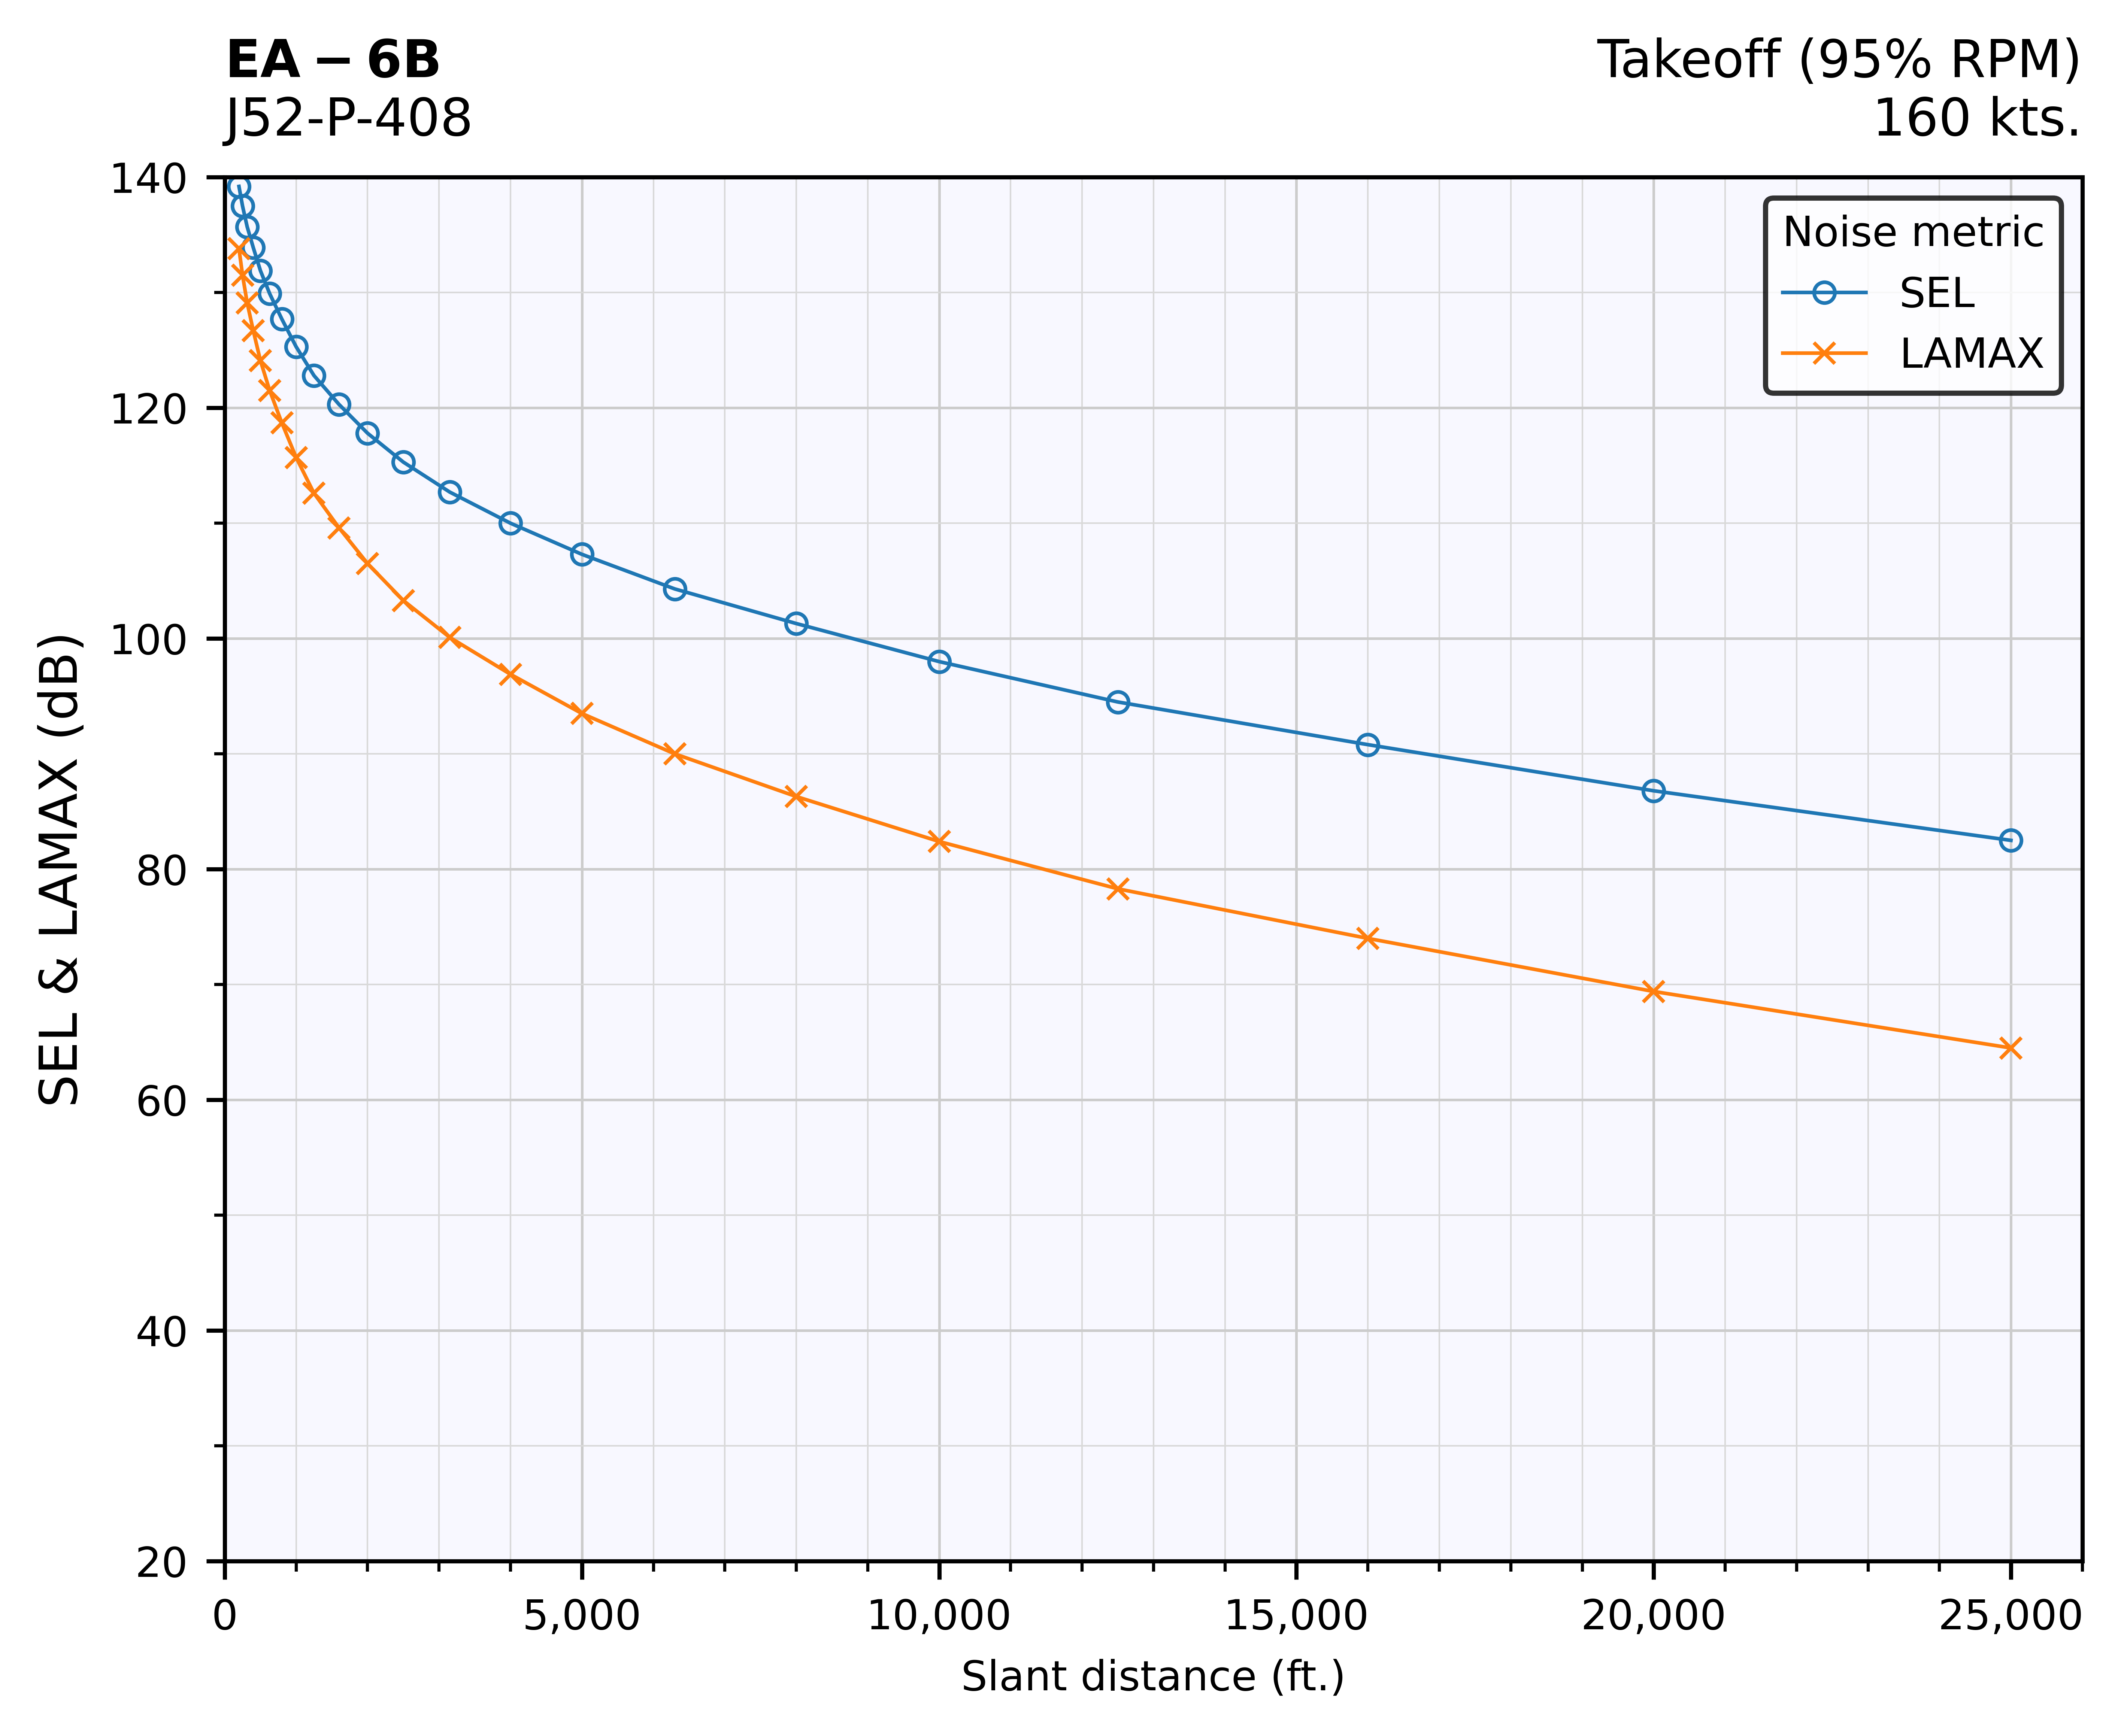 EA − 6B
J52-P-408
Takeoff (95% RPM)
160 kts.
SEL & LAMAX (dB)
140
120
100
80
60
40
20
Noise metric
SEL
LAMAX
0
5,000
10,000
15,000
20,000
25,000
Slant distance (ft.)